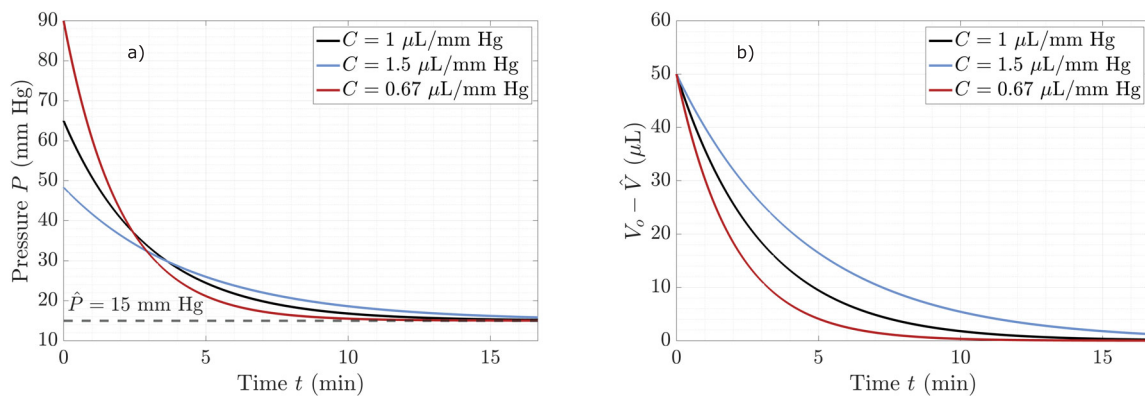 a)
C = 1 μL/mm Hg
C = 1.5 μL/mm Hg
C = 0.67 μL/mm Hg
90
80
70
60
50
40
30
20
10
Pressure P (mm Hg)
P̂ = 15 mm Hg
0
5
10
15
Time t (min)
b)
C = 1 μL/mm Hg
C = 1.5 μL/mm Hg
C = 0.67 μL/mm Hg
60
50
40
30
20
10
0
Vₒ − V̂ (μL)
0
5
10
15
Time t (min)